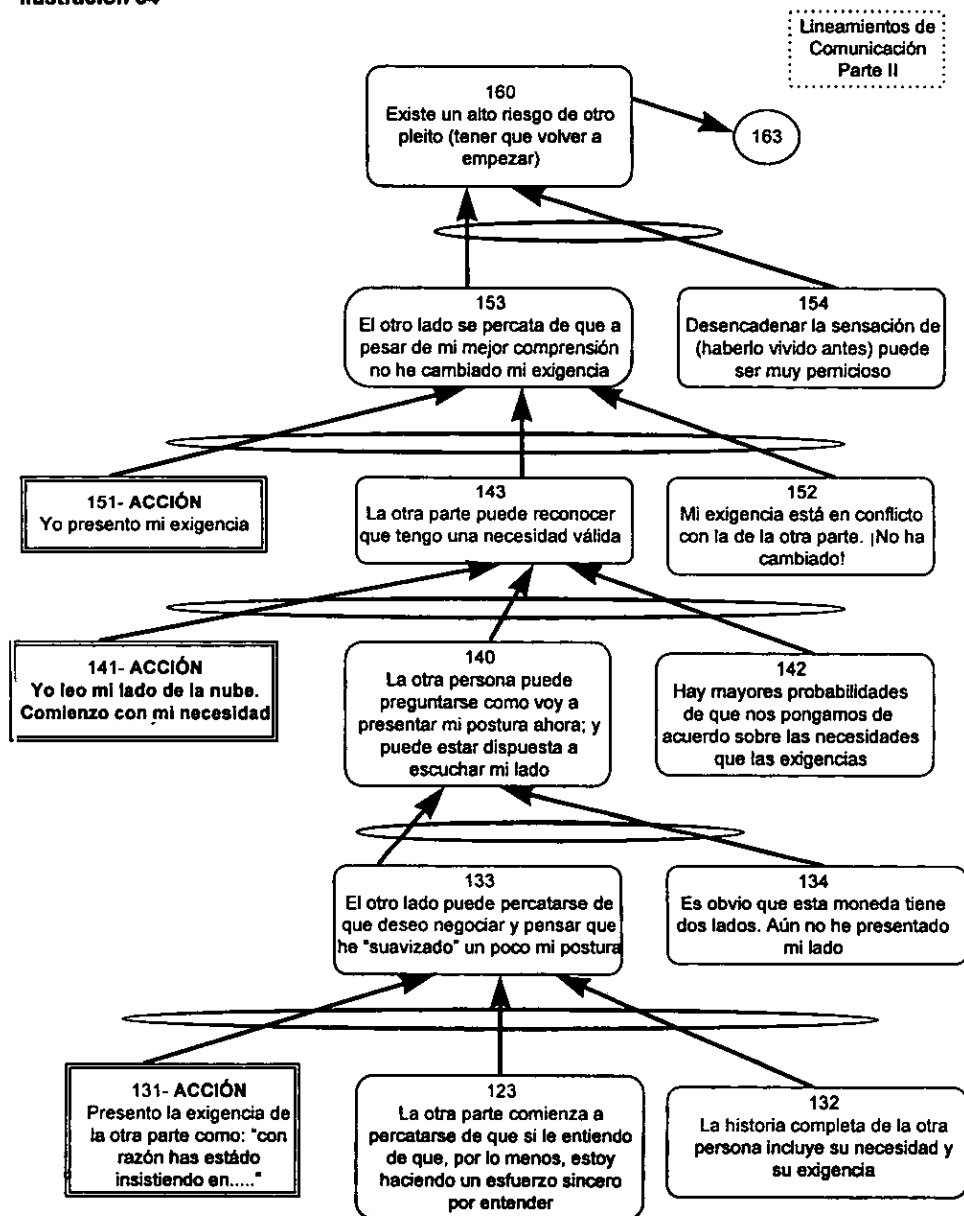 Ilustración 34
Lineamientos de
Comunicación
Parte II
160
Existe un alto riesgo de otro
pleito (tener que volver a
empezar)
163
153
El otro lado se percata de que a
pesar de mi mejor comprensión
no he cambiado mi exigencia
154
Desencadenar la sensación de
(haberlo vivido antes) puede
ser muy pernicioso
151- ACCIÓN
Yo presento mi exigencia
143
La otra parte puede reconocer
que tengo una necesidad válida
152
Mi exigencia está en conflicto
con la de la otra parte. ¡No ha
cambiado!
141- ACCIÓN
Yo leo mi lado de la nube.
Comienzo con mi necesidad
140
La otra persona puede
preguntarse como voy a
presentar mi postura ahora; y
puede estar dispuesta a
escuchar mi lado
142
Hay mayores probabilidades
de que nos pongamos de
acuerdo sobre las necesidades
que las exigencias
133
El otro lado puede percatarse de
que deseo negociar y pensar que
he "suavizado" un poco mi postura
134
Es obvio que esta moneda tiene
dos lados. Aún no he presentado
mi lado
131- ACCIÓN
Presento la exigencia de
la otra parte como: "con
razón has estádo
insistiendo en....."
123
La otra parte comienza a
percatarse de que si le entiendo
de que, por lo menos, estoy
haciendo un esfuerzo sincero
por entender
132
La historia completa de la otra
persona incluye su necesidad y
su exigencia